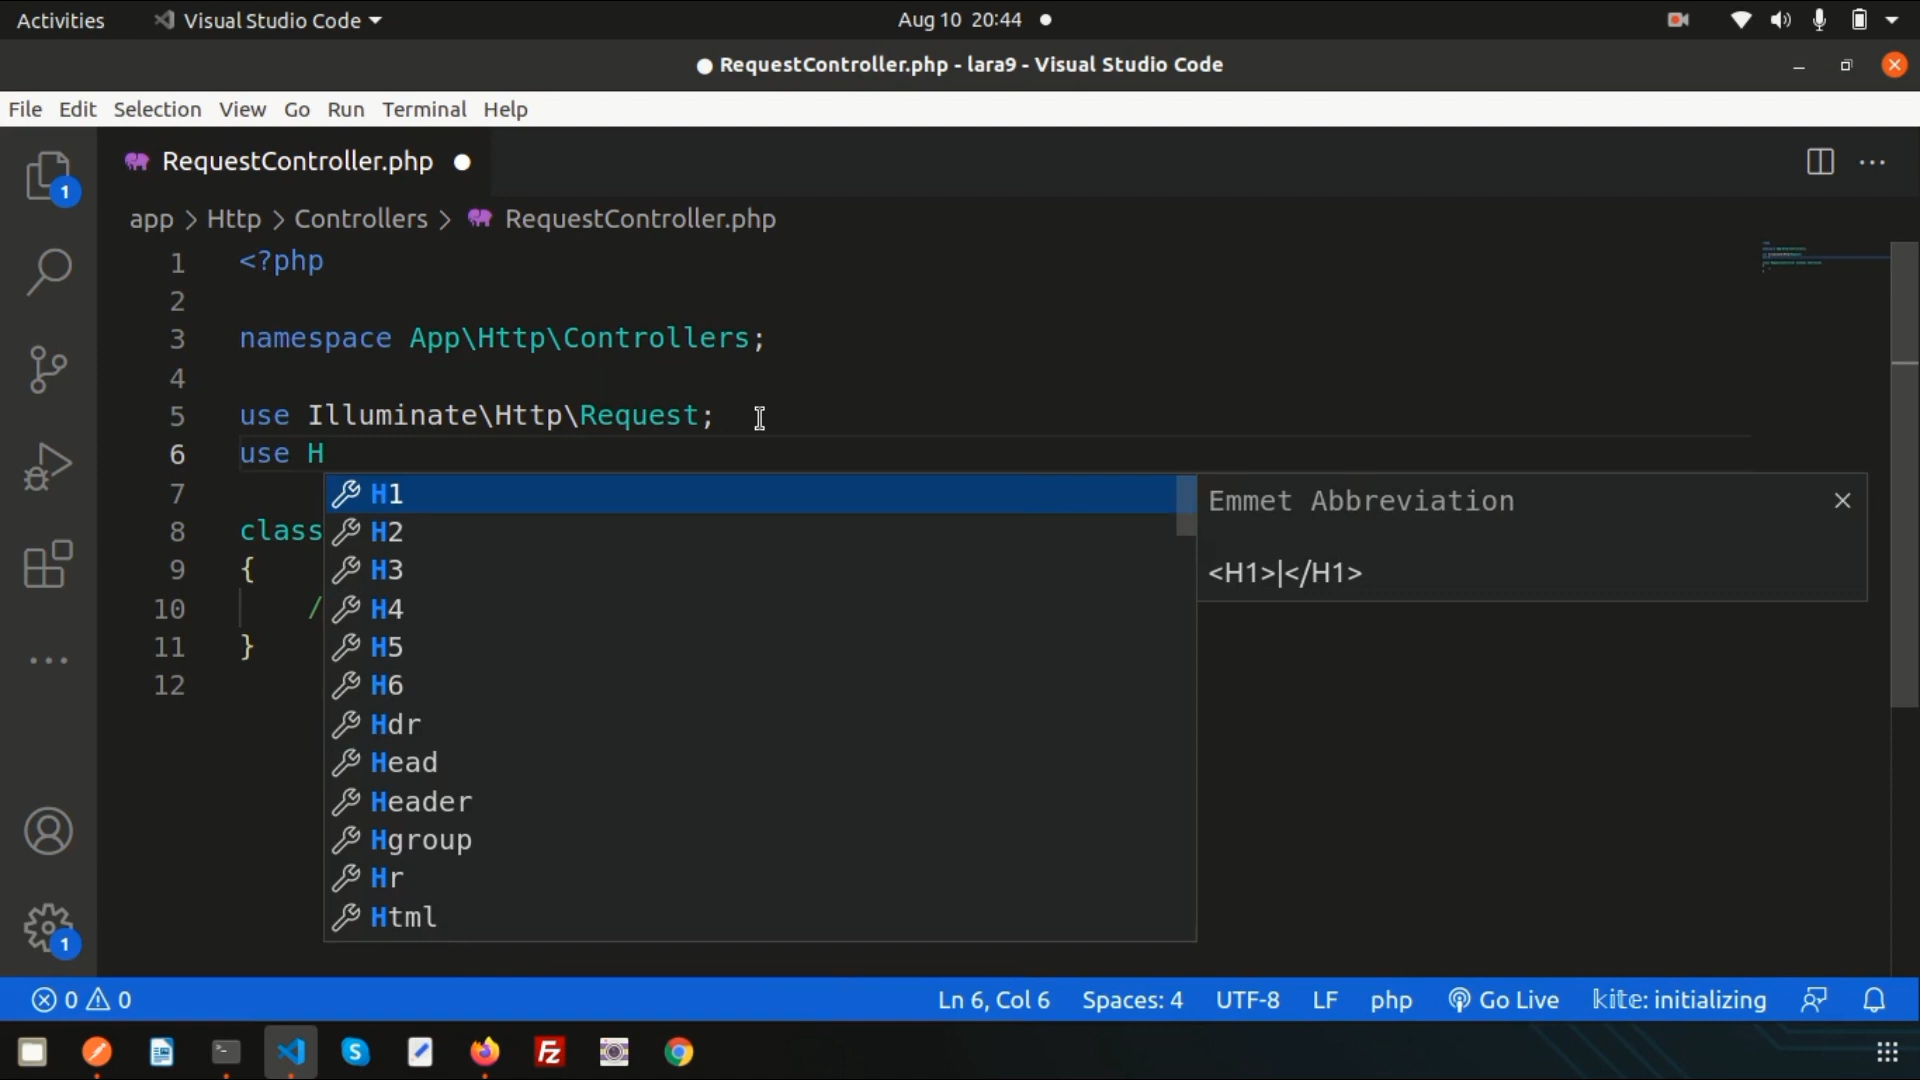 Activities Visual Studio Code Aug 10 20:44
RequestController.php - lara9 - Visual Studio Code
File Edit Selection View Go Run Terminal Help
RequestController.php
app > Http > Controllers > RequestController.php
1 <?php
2
3 namespace App\Http\Controllers;
4
5 use Illuminate\Http\Request;
6 use H
7
8 class
9 {
10 /
11 }
12
H1
H2
H3
H4
H5
H6
Hdr
Head
Header
Hgroup
Hr
Html
Emmet Abbreviation
<H1>|</H1>
1
1
0 0 Ln 6, Col 6 Spaces: 4 UTF-8 LF php Go Live kite: initializing